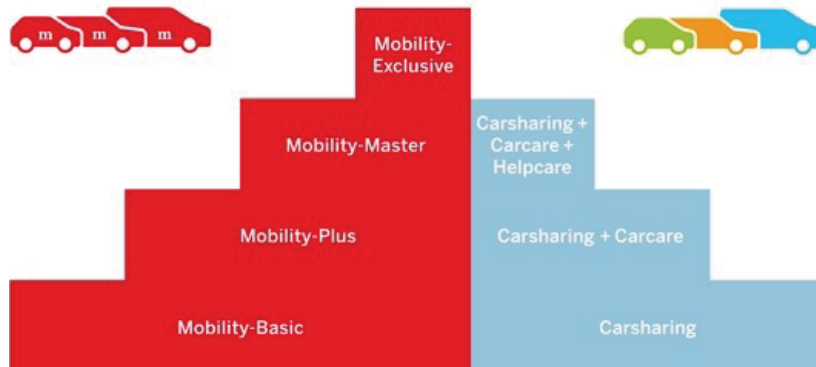 m m m
Mobility-
Exclusive
Mobility-Master
Carsharing +
Carcare +
Helpcare
Mobility-Plus
Carsharing + Carcare
Mobility-Basic
Carsharing